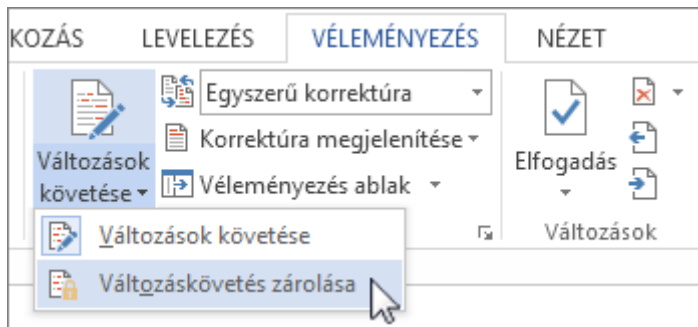 KOZÁS LEVELEZÉS VÉLEMÉNYEZÉS NÉZET
Változások
követése
Egyszerű korrektúra
Korrektúra megjelenítése
Véleményezés ablak
Elfogadás
Változások
Változások követése
Változáskövetés zárolása